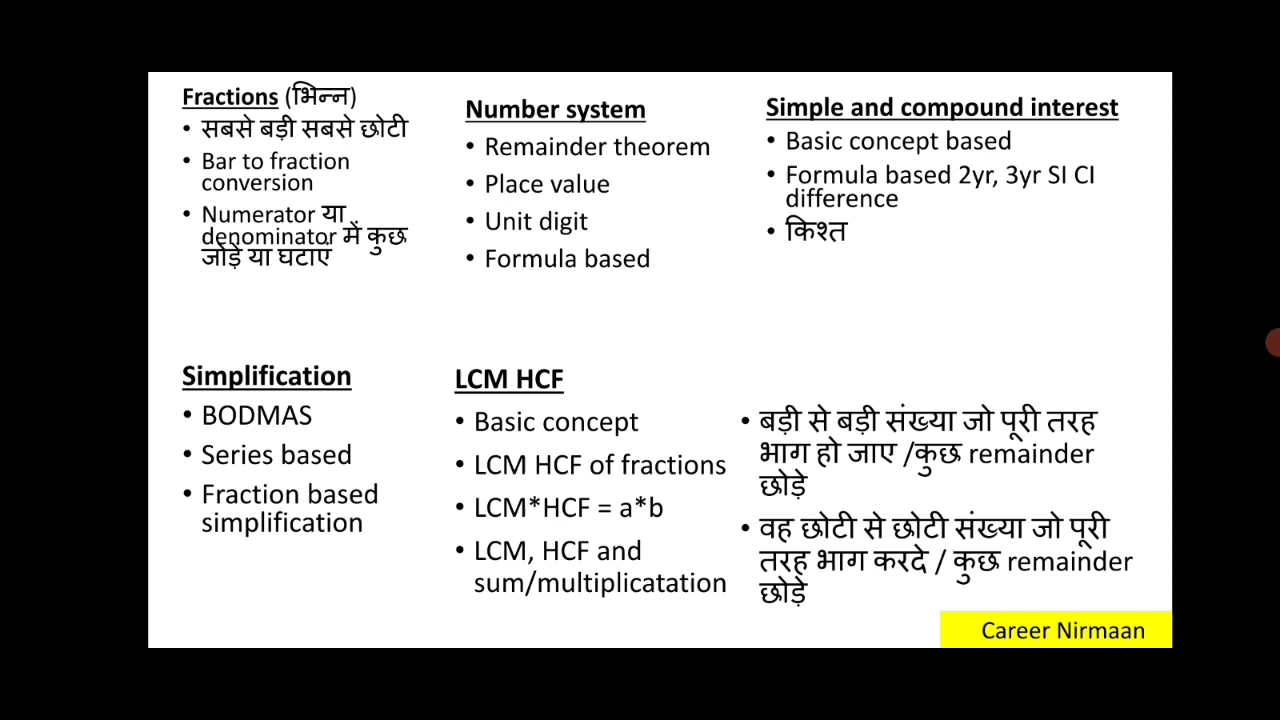 Fractions (भिन्न)
• सबसे बड़ी सबसे छोटी
• Bar to fraction
conversion
• Numerator या
denominator में कुछ
जोड़े या घटाएं
Number system
• Remainder theorem
• Place value
• Unit digit
• Formula based
Simple and compound interest
• Basic concept based
• Formula based 2yr, 3yr SI CI
difference
• किश्त
Simplification
• BODMAS
• Series based
• Fraction based
simplification
LCM HCF
• Basic concept
• LCM HCF of fractions
• LCM*HCF = a*b
• LCM, HCF and
sum/multiplicatation
• बड़ी से बड़ी संख्या जो पूरी तरह
भाग हो जाए /कुछ remainder
छोड़े
• वह छोटी से छोटी संख्या जो पूरी
तरह भाग करदे / कुछ remainder
छोड़े
Career Nirmaan